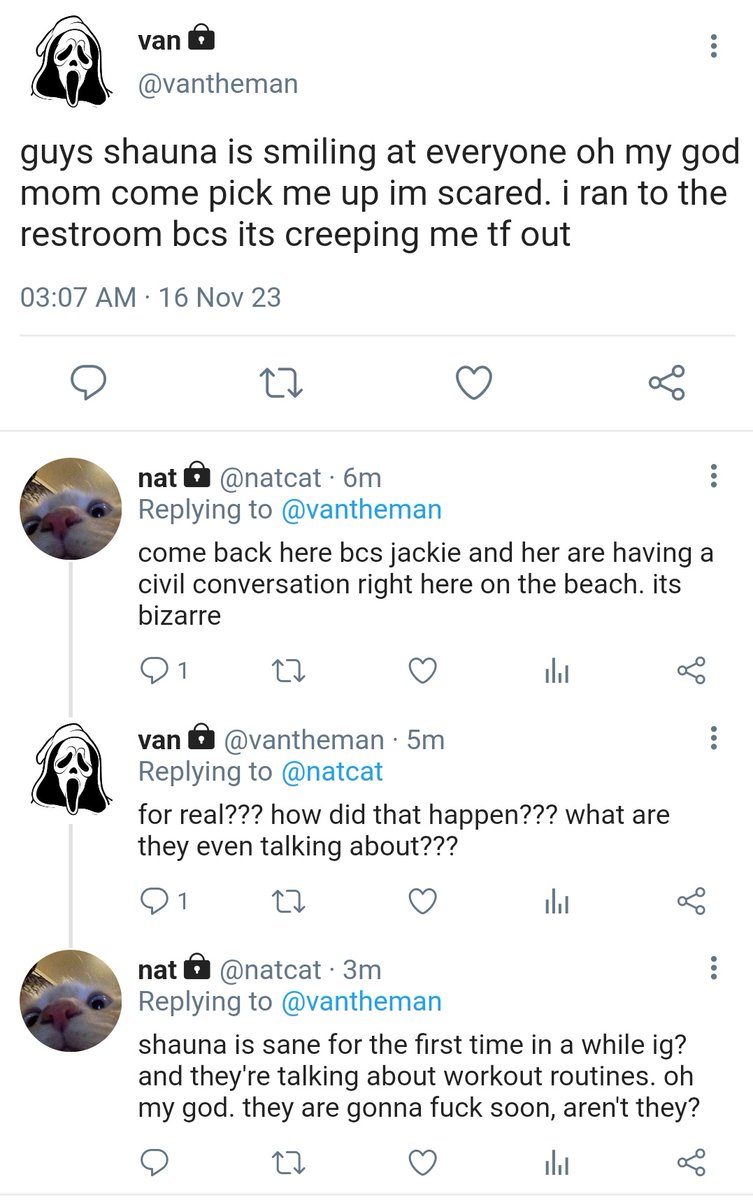 van
@vantheman
guys shauna is smiling at everyone oh my god
mom come pick me up im scared. i ran to the
restroom bcs its creeping me tf out
03:07 AM · 16 Nov 23
nat @natcat · 6m
Replying to @vantheman
come back here bcs jackie and her are having a
civil conversation right here on the beach. its
bizarre
1
van @vantheman · 5m
Replying to @natcat
for real??? how did that happen??? what are
they even talking about???
1
nat @natcat · 3m
Replying to @vantheman
shauna is sane for the first time in a while ig?
and they're talking about workout routines. oh
my god. they are gonna fuck soon, aren't they?